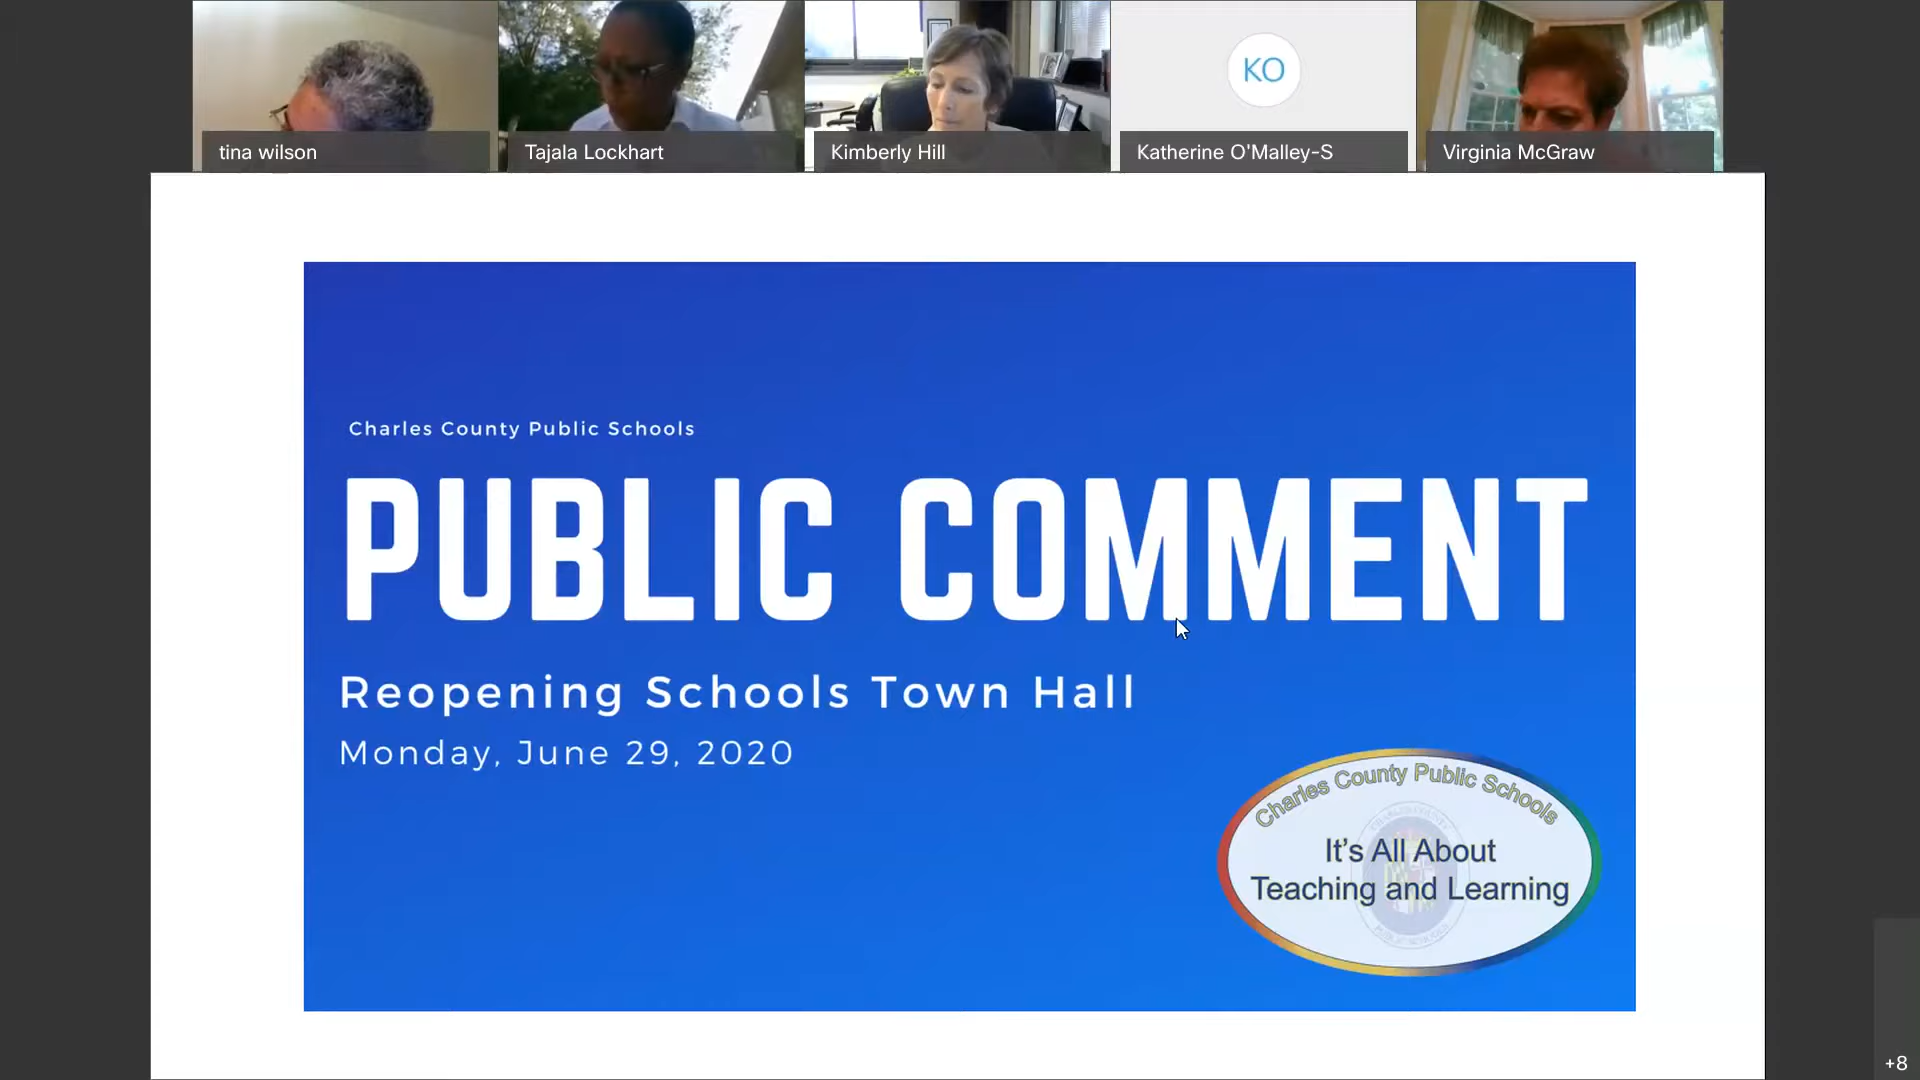 tina wilson
Tajala Lockhart
Kimberly Hill
KO
Katherine O'Malley-S
Virginia McGraw
Charles County Public Schools
PUBLIC COMMENT
Reopening Schools Town Hall
Monday, June 29, 2020
Charles County Public Schools
It's All About
Teaching and Learning
+8